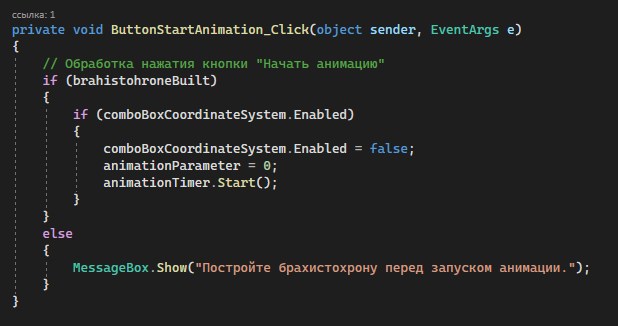 ссылка: 1
private void ButtonStartAnimation_Click(object sender, EventArgs e)
{
// Обработка нажатия кнопки "Начать анимацию"
if (brahistohroneBuilt)
{
if (comboBoxCoordinateSystem.Enabled)
{
comboBoxCoordinateSystem.Enabled = false;
animationParameter = 0;
animationTimer.Start();
}
}
else
{
MessageBox.Show("Постройте брахистохрону перед запуском анимации.");
}
}